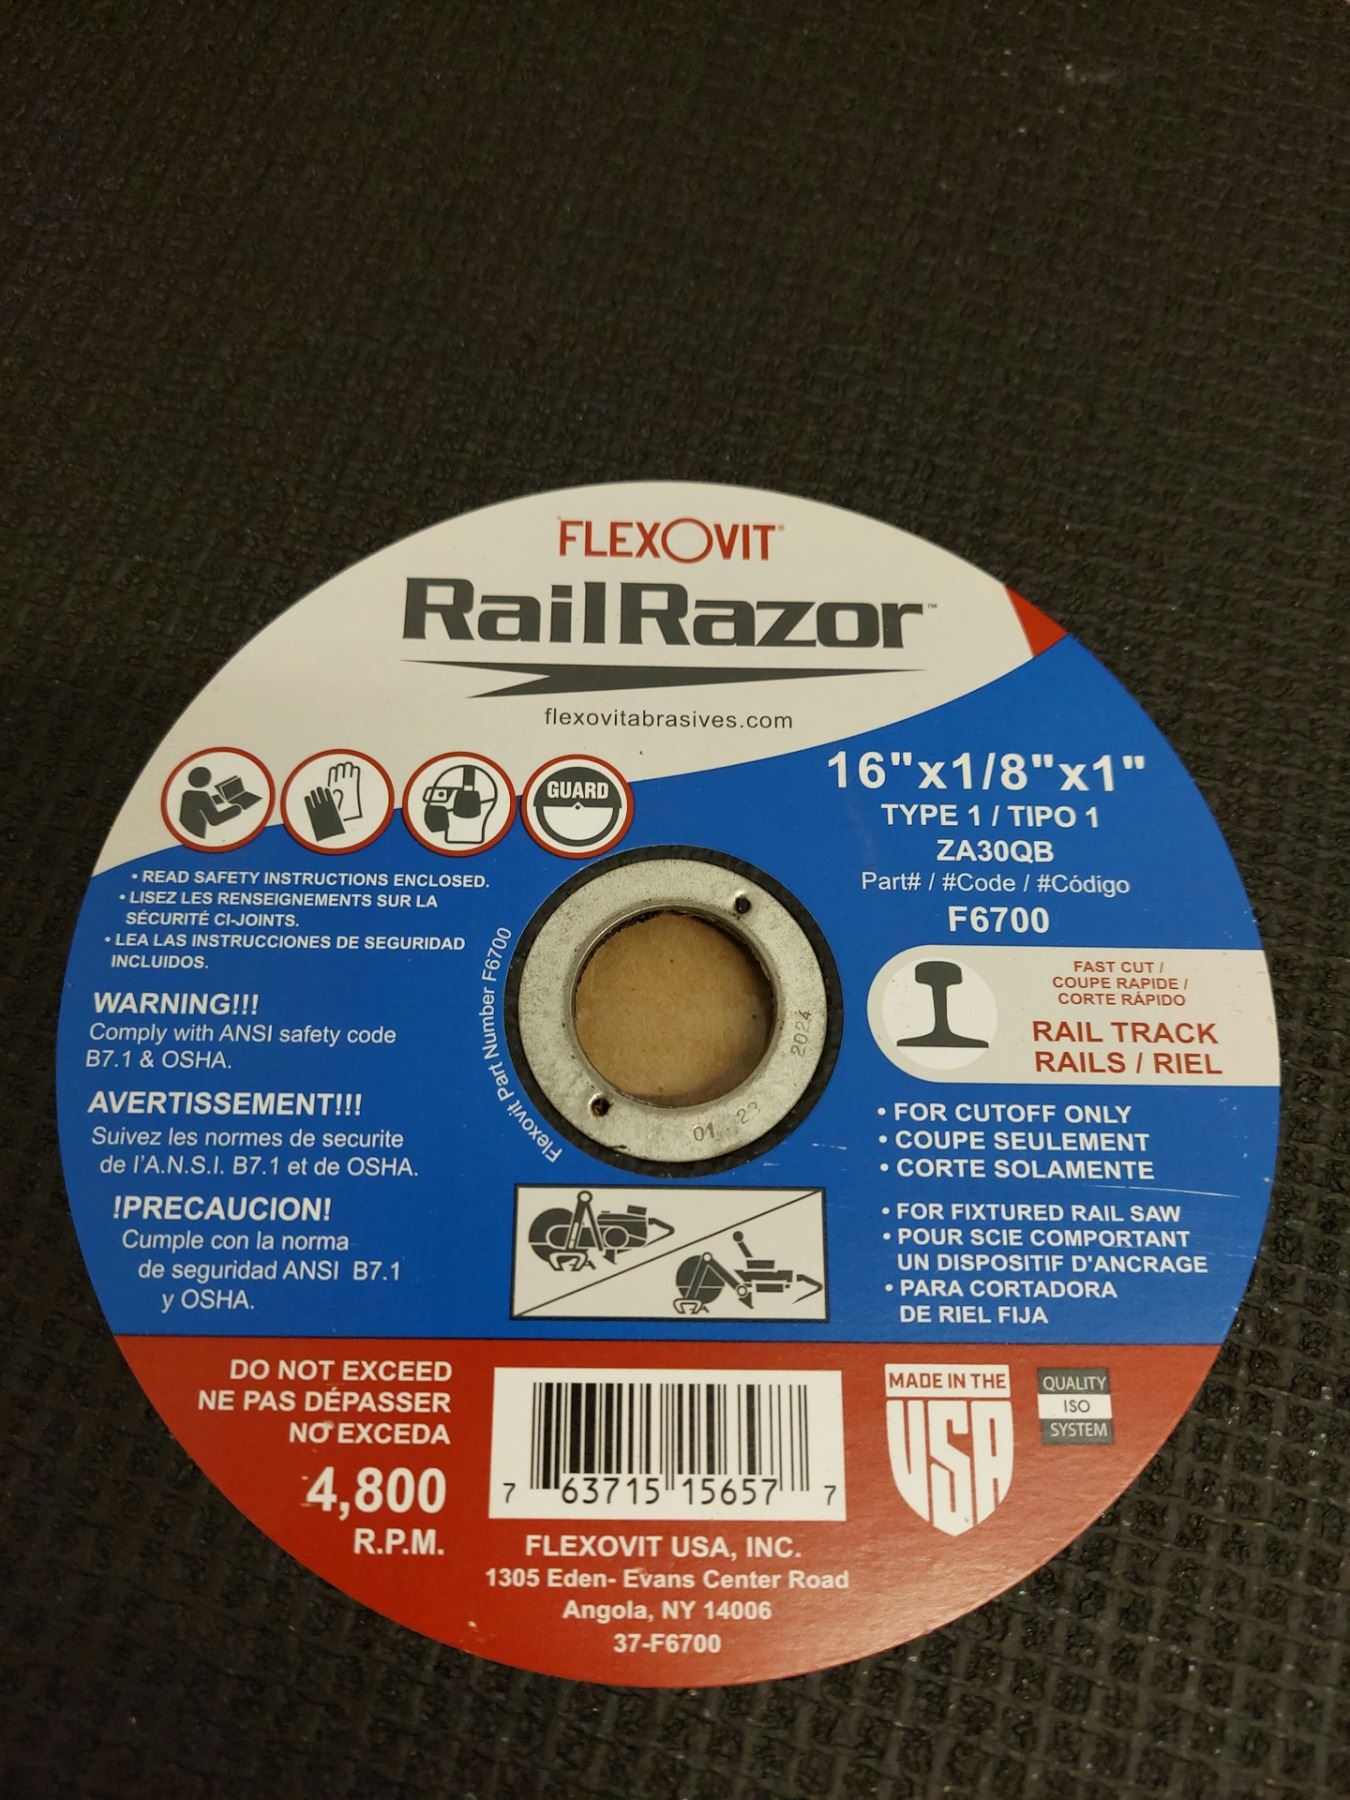 FLEXOVIT®
RailRazor™
flexovitabrasives.com
GUARD
16"x1/8"x1"
TYPE 1 / TIPO 1
ZA30QB
Part# / #Code / #Código
F6700
• READ SAFETY INSTRUCTIONS ENCLOSED.
• LISEZ LES RENSEIGNEMENTS SUR LA
SÉCURITÉ CI-JOINTS.
• LEA LAS INSTRUCCIONES DE SEGURIDAD
INCLUIDOS.
WARNING!!!
Comply with ANSI safety code
B7.1 & OSHA.
AVERTISSEMENT!!!
Suivez les normes de securite
de l'A.N.S.I. B7.1 et de OSHA.
!PRECAUCION!
Cumple con la norma
de seguridad ANSI B7.1
y OSHA.
Flexovit Part Number F6700
01 - 23
2024
FAST CUT /
COUPE RAPIDE /
CORTE RÁPIDO
RAIL TRACK
RAILS / RIEL
• FOR CUTOFF ONLY
• COUPE SEULEMENT
• CORTE SOLAMENTE
• FOR FIXTURED RAIL SAW
• POUR SCIE COMPORTANT
UN DISPOSITIF D'ANCRAGE
• PARA CORTADORA
DE RIEL FIJA
DO NOT EXCEED
NE PAS DÉPASSER
NO EXCEDA
4,800
R.P.M.
7 63715 15657 7
FLEXOVIT USA, INC.
1305 Eden- Evans Center Road
Angola, NY 14006
37-F6700
MADE IN THE
USA
QUALITY
ISO
SYSTEM